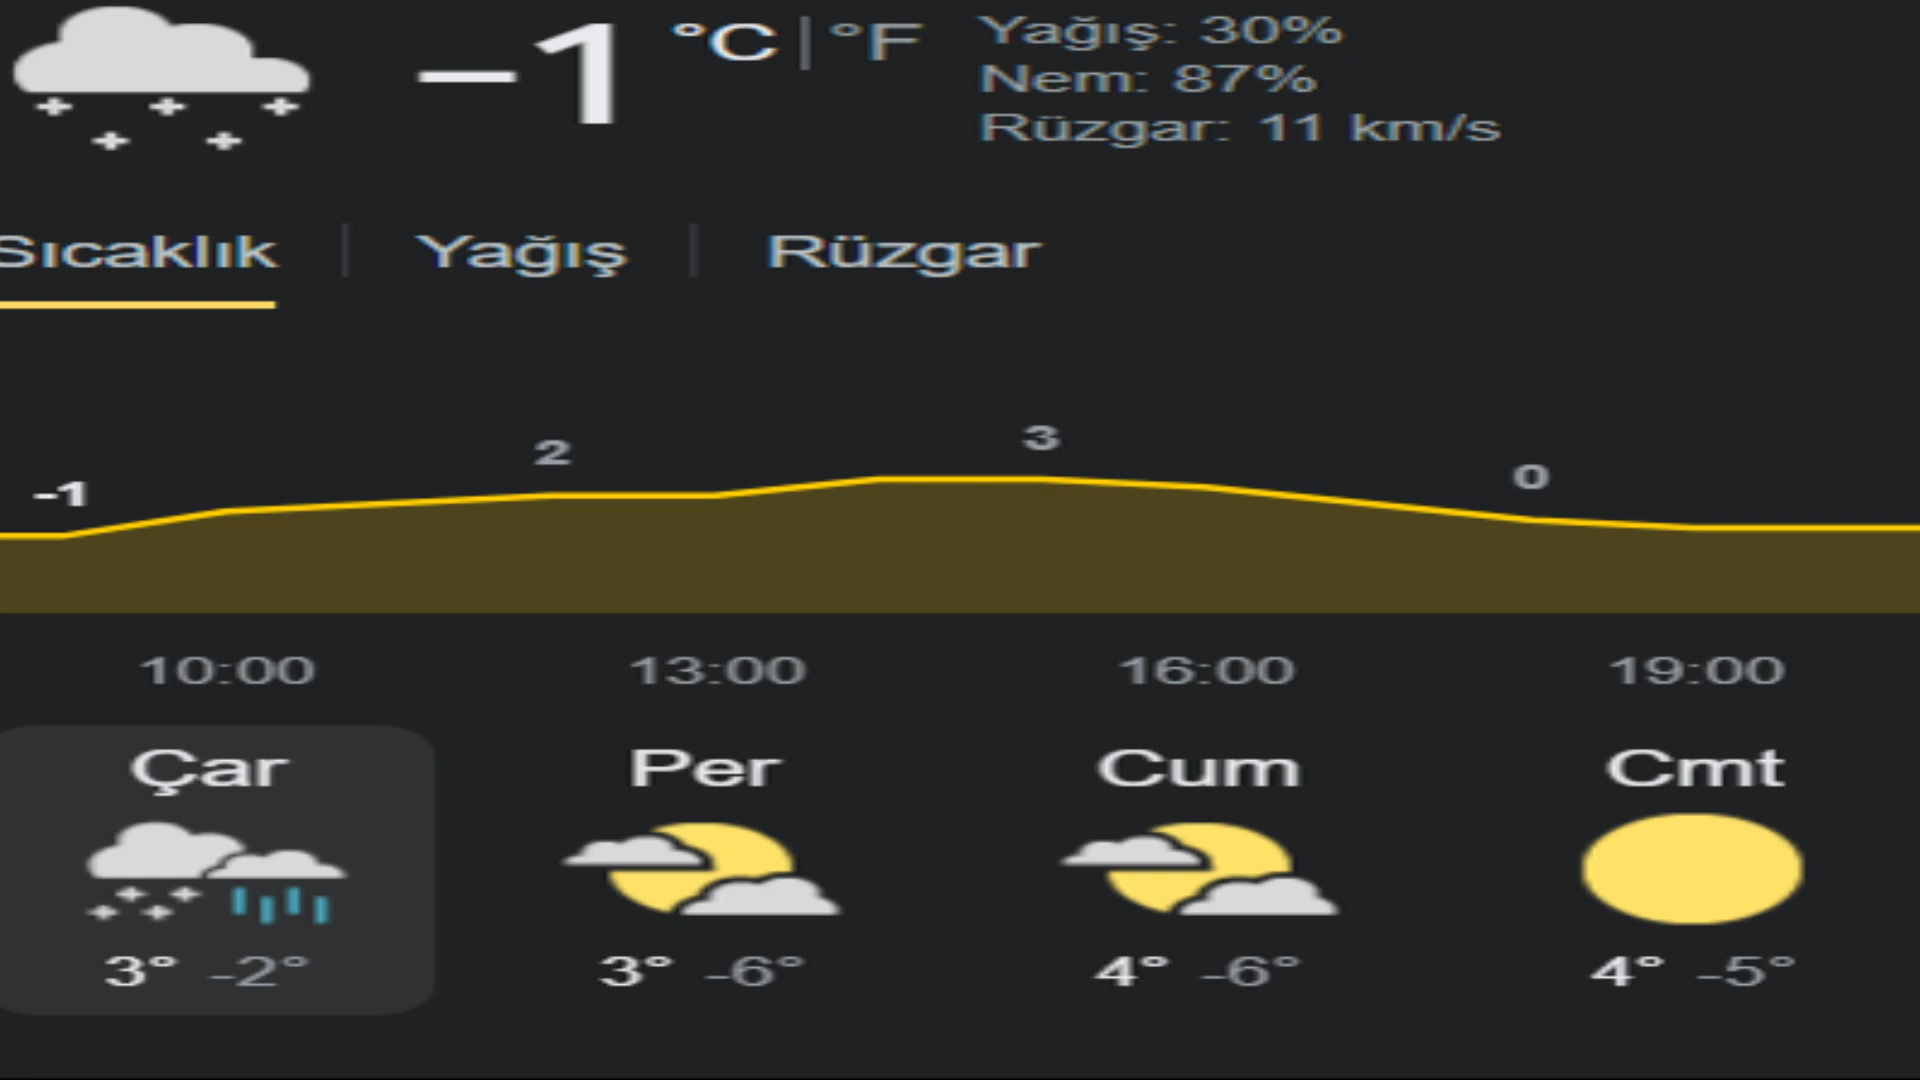 −1 °C | °F
Yağış: 30%
Nem: 87%
Rüzgar: 11 km/s
Sıcaklık | Yağış | Rüzgar
-1 2 3 0
10:00 13:00 16:00 19:00
Çar Per Cum Cmt
3° -2° 3° -6° 4° -6° 4° -5°